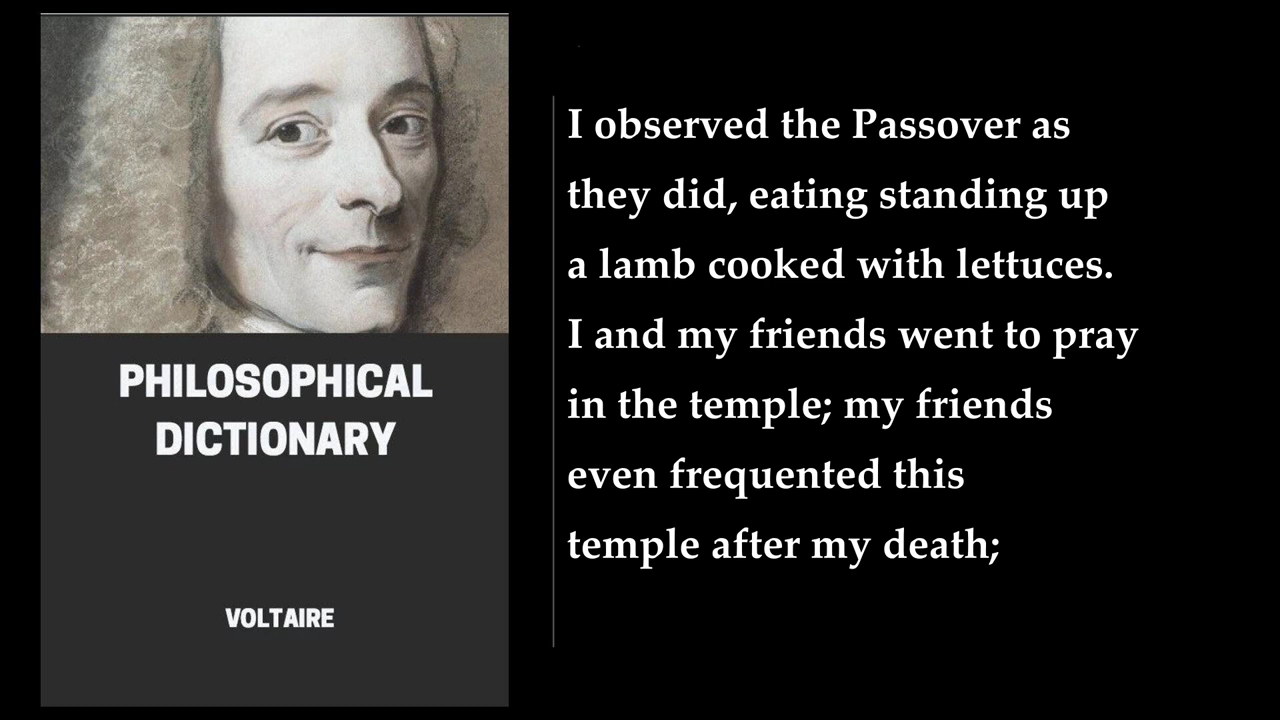 PHILOSOPHICAL
DICTIONARY
VOLTAIRE
I observed the Passover as
they did, eating standing up
a lamb cooked with lettuces.
I and my friends went to pray
in the temple; my friends
even frequented this
temple after my death;